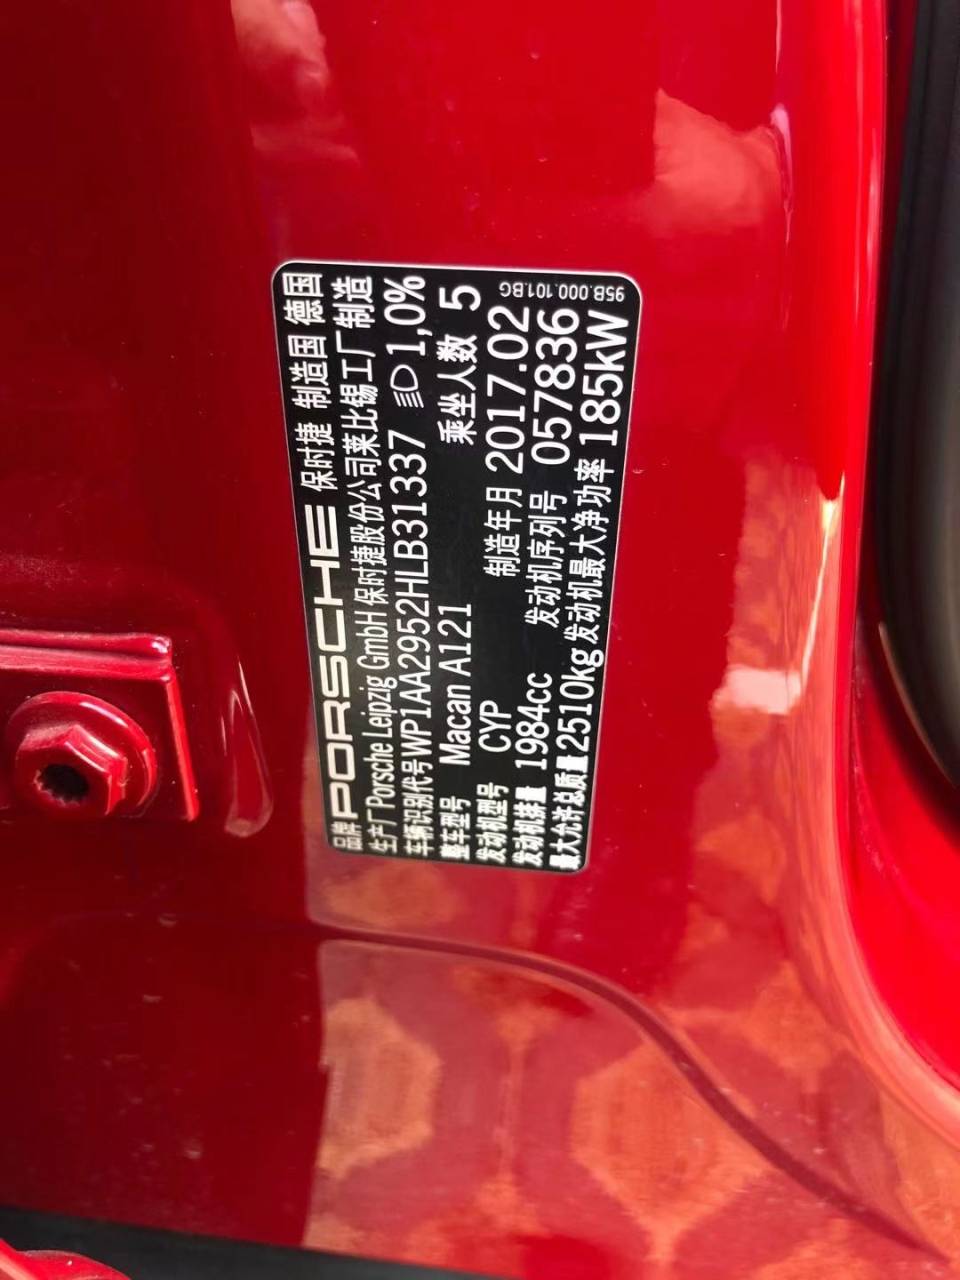 95B.000.101.BG
品牌 PORSCHE 保时捷 制造国 德国
生产厂 Porsche Leipzig GmbH 保时捷股份公司莱比锡工厂制造
车辆识别代号 WP1AA2952HLB31337 1,0%
整车型号 Macan A121 乘坐人数 5
发动机型号 CYP 制造年月 2017.02
发动机排量 1984cc 发动机序列号 057836
最大允许总质量 2510kg 发动机最大净功率 185kW